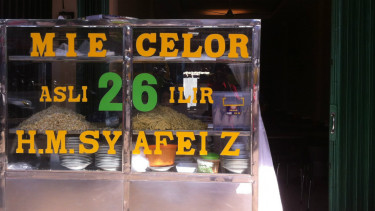 MIE CELOR
ASLI 26 ILIR
H.M.SYAFEI Z